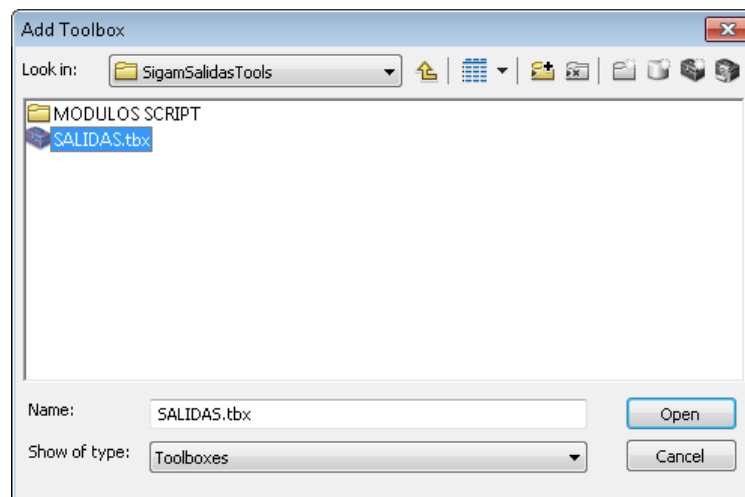 Add Toolbox
Look in: SigamSalidasTools
MODULOS SCRIPT
SALIDAS.tbx
Name: SALIDAS.tbx Open
Show of type: Toolboxes Cancel